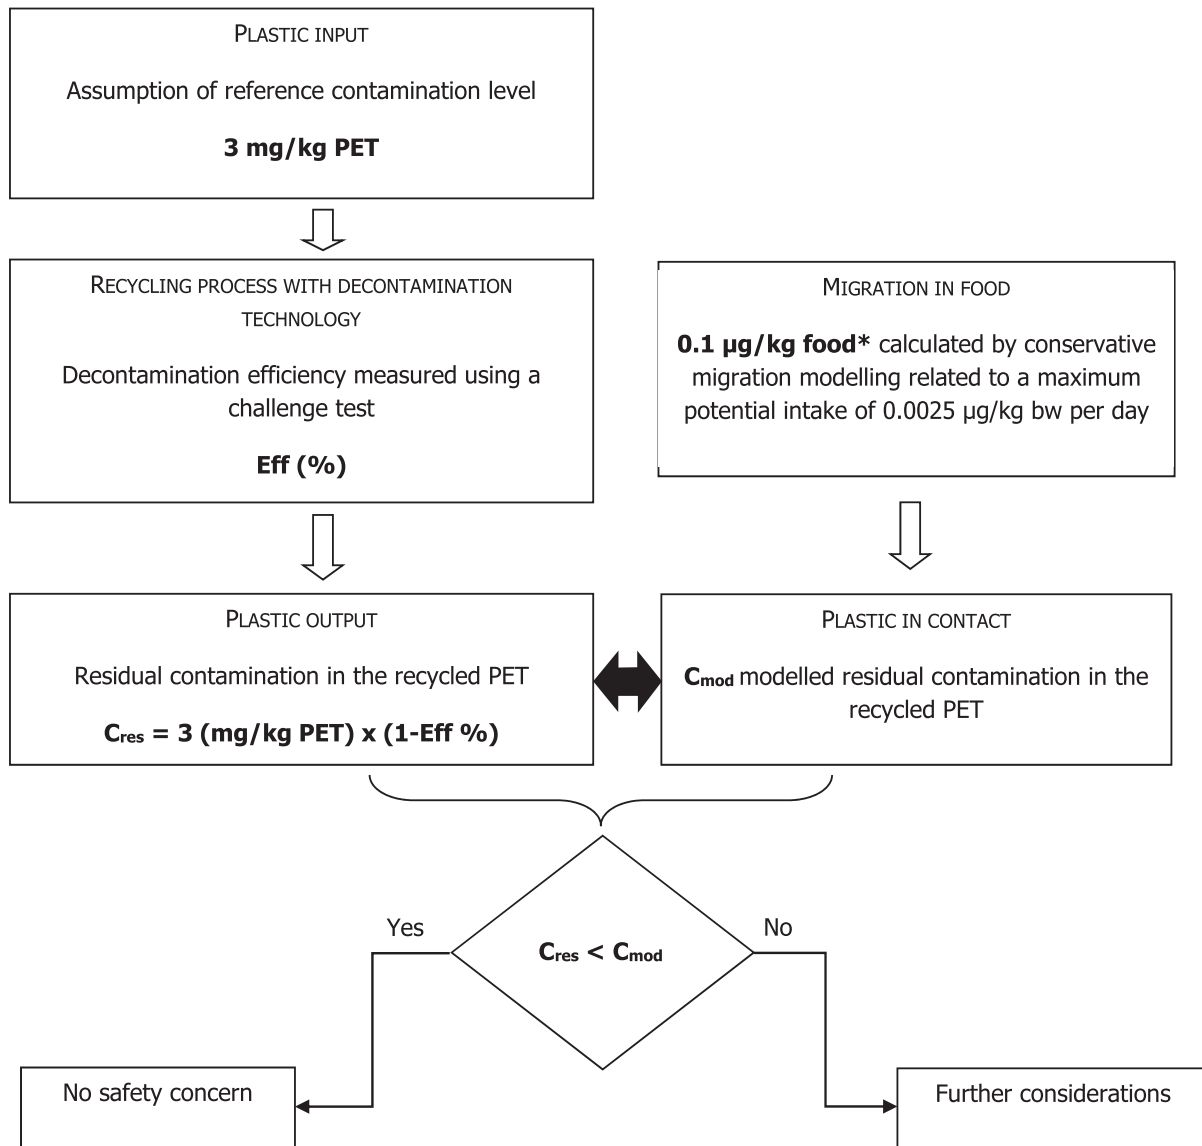 PLASTIC INPUT
Assumption of reference contamination level
3 mg/kg PET
RECYCLING PROCESS WITH DECONTAMINATION
TECHNOLOGY
Decontamination efficiency measured using a
challenge test
Eff (%)
MIGRATION IN FOOD
0.1 µg/kg food* calculated by conservative
migration modelling related to a maximum
potential intake of 0.0025 µg/kg bw per day
PLASTIC OUTPUT
Residual contamination in the recycled PET
Cres = 3 (mg/kg PET) x (1-Eff %)
PLASTIC IN CONTACT
Cmod modelled residual contamination in the
recycled PET
Yes
No
Cres < Cmod
No safety concern
Further considerations